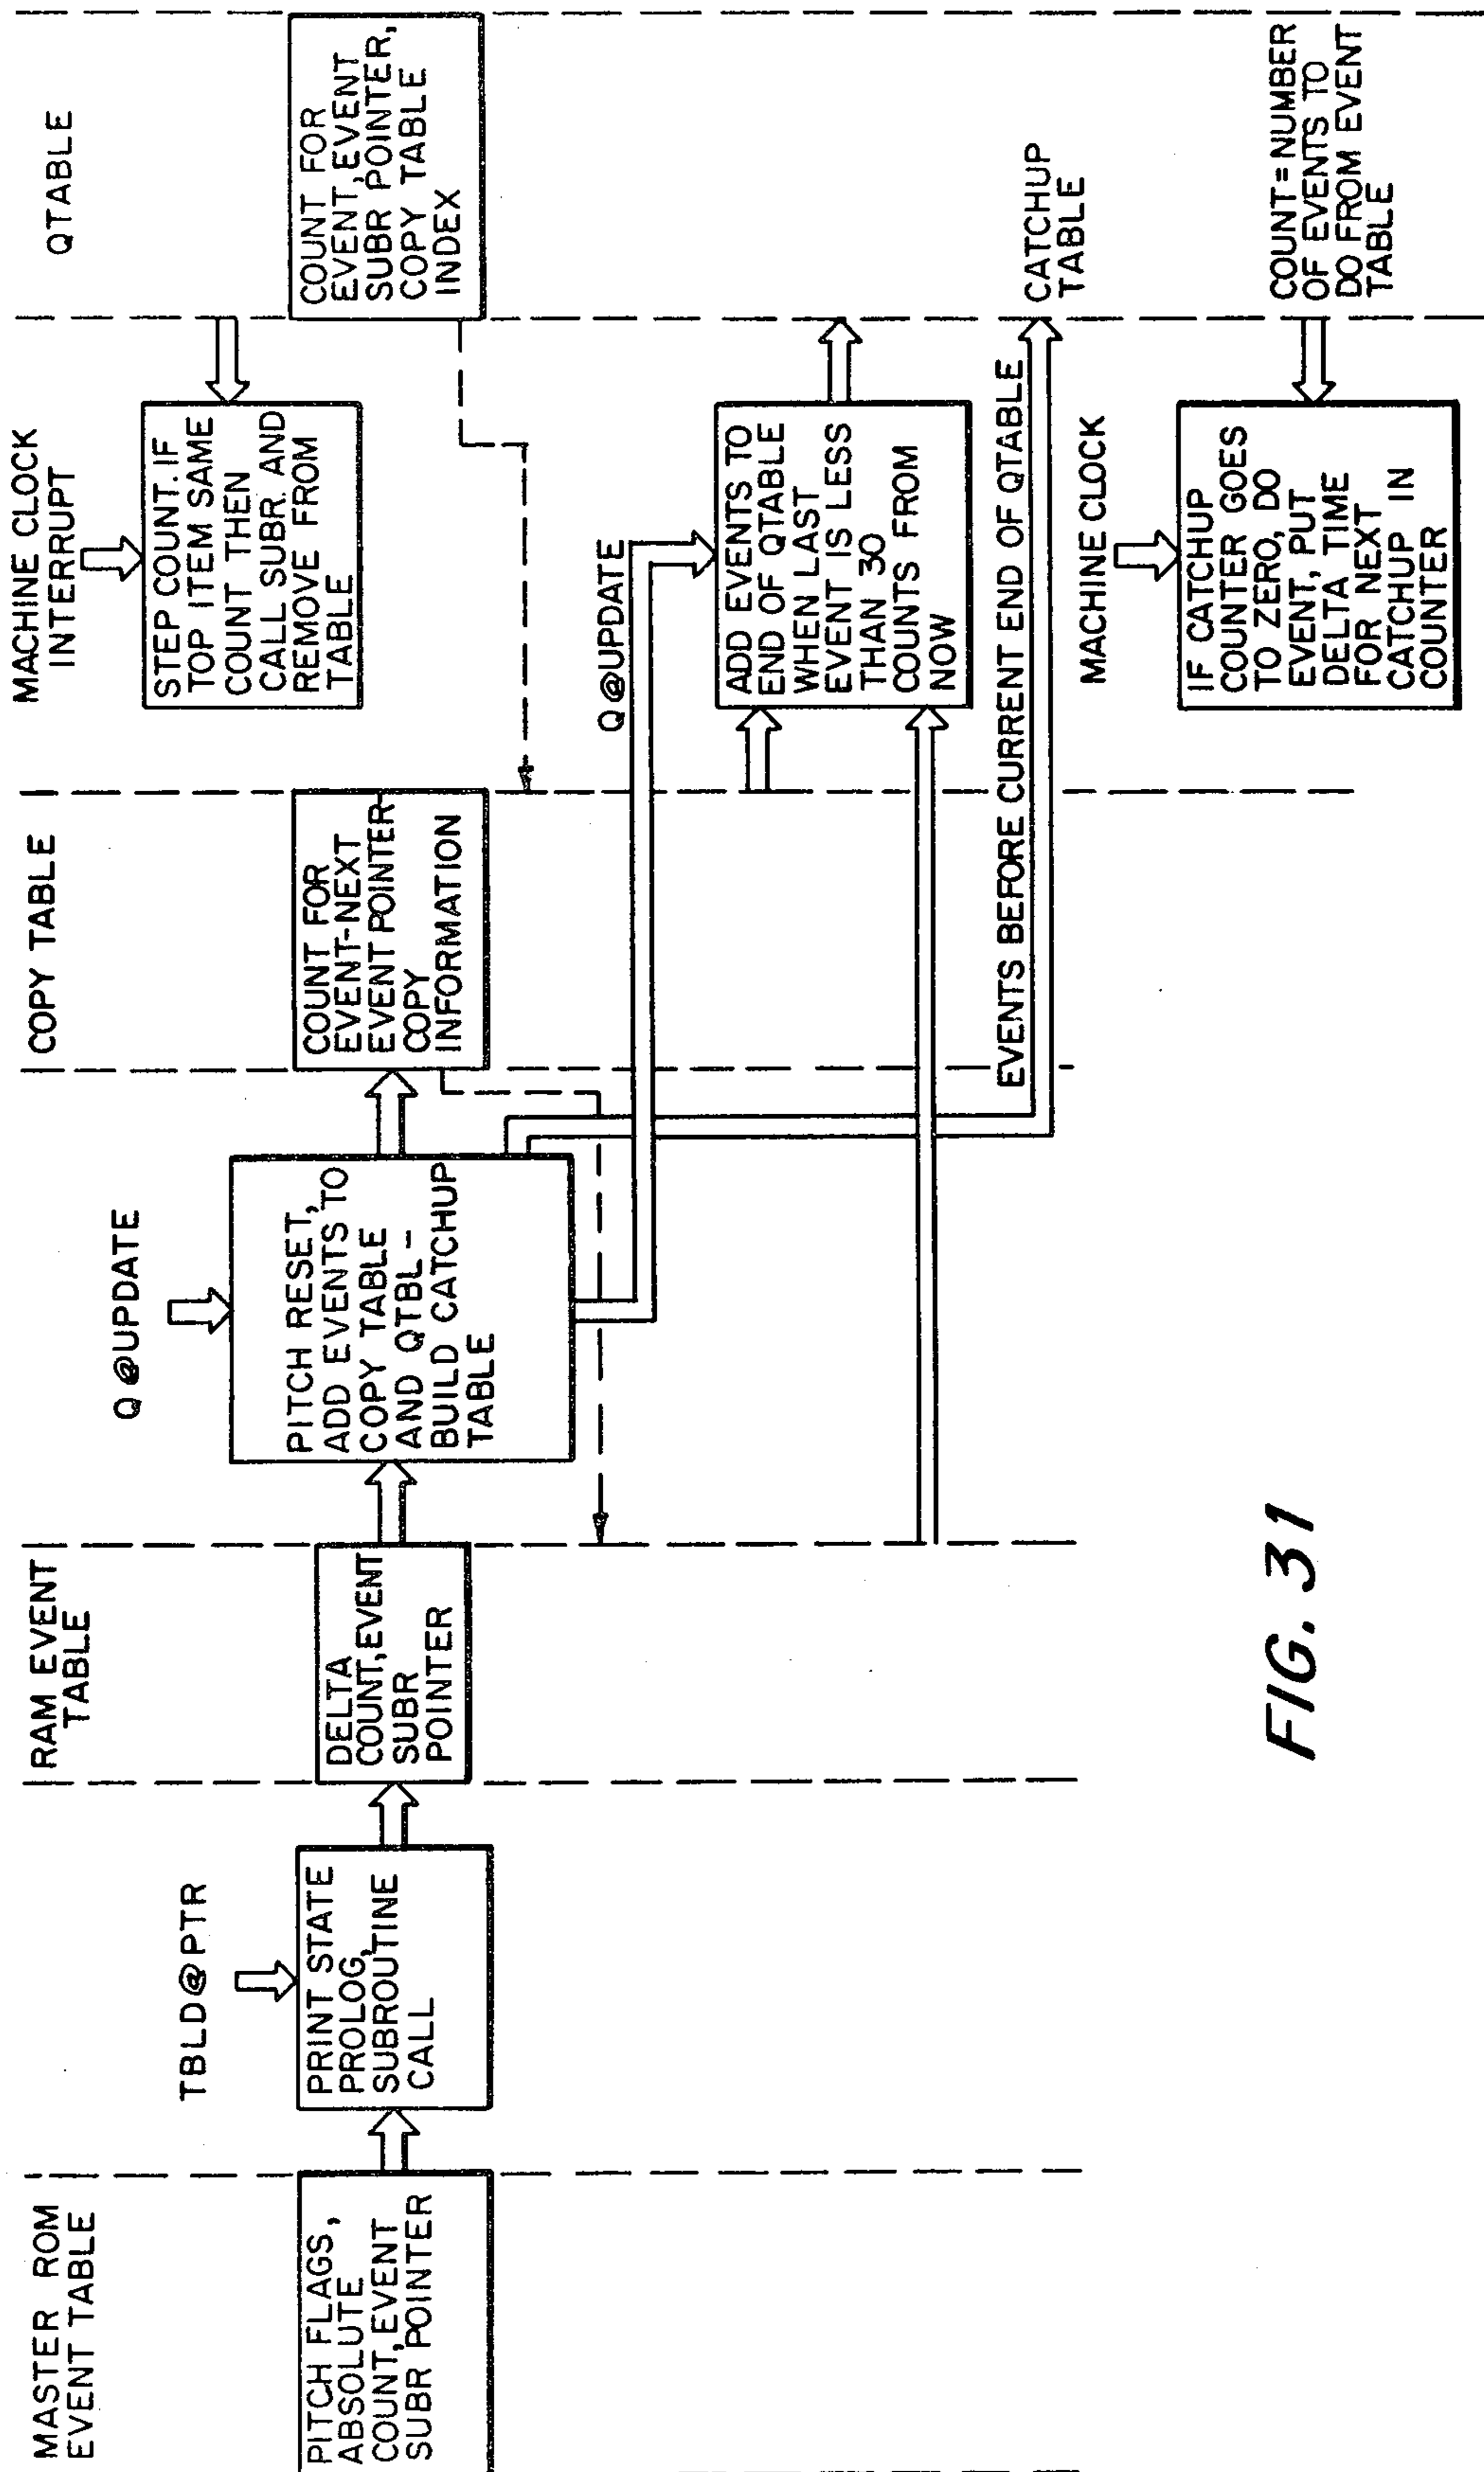 MASTER ROM
EVENT TABLE
PITCH FLAGS,
ABSOLUTE
COUNT, EVENT
SUBR POINTER
TBLD@PTR
PRINT STATE
PROLOG,
SUBROUTINE
CALL
RAM EVENT
TABLE
DELTA
COUNT, EVENT
SUBR
POINTER
Q@UPDATE
PITCH RESET,
ADD EVENTS TO
COPY TABLE
AND QTBL –
BUILD CATCHUP
TABLE
COPY TABLE
COUNT FOR
EVENT-NEXT
EVENT POINTER-
COPY
INFORMATION
MACHINE CLOCK
INTERRUPT
STEP COUNT. IF
TOP ITEM SAME
COUNT THEN
CALL SUBR. AND
REMOVE FROM
TABLE
Q@UPDATE
ADD EVENTS TO
END OF QTABLE
WHEN LAST
EVENT IS LESS
THAN 30
COUNTS FROM
NOW
EVENTS BEFORE CURRENT END OF QTABLE
MACHINE CLOCK
IF CATCHUP
COUNTER GOES
TO ZERO, DO
EVENT, PUT
DELTA TIME
FOR NEXT
CATCHUP IN
COUNTER
QTABLE
COUNT FOR
EVENT, EVENT
SUBR POINTER,
COPY TABLE
INDEX
CATCHUP
TABLE
COUNT=NUMBER
OF EVENTS TO
DO FROM EVENT
TABLE
FIG. 31